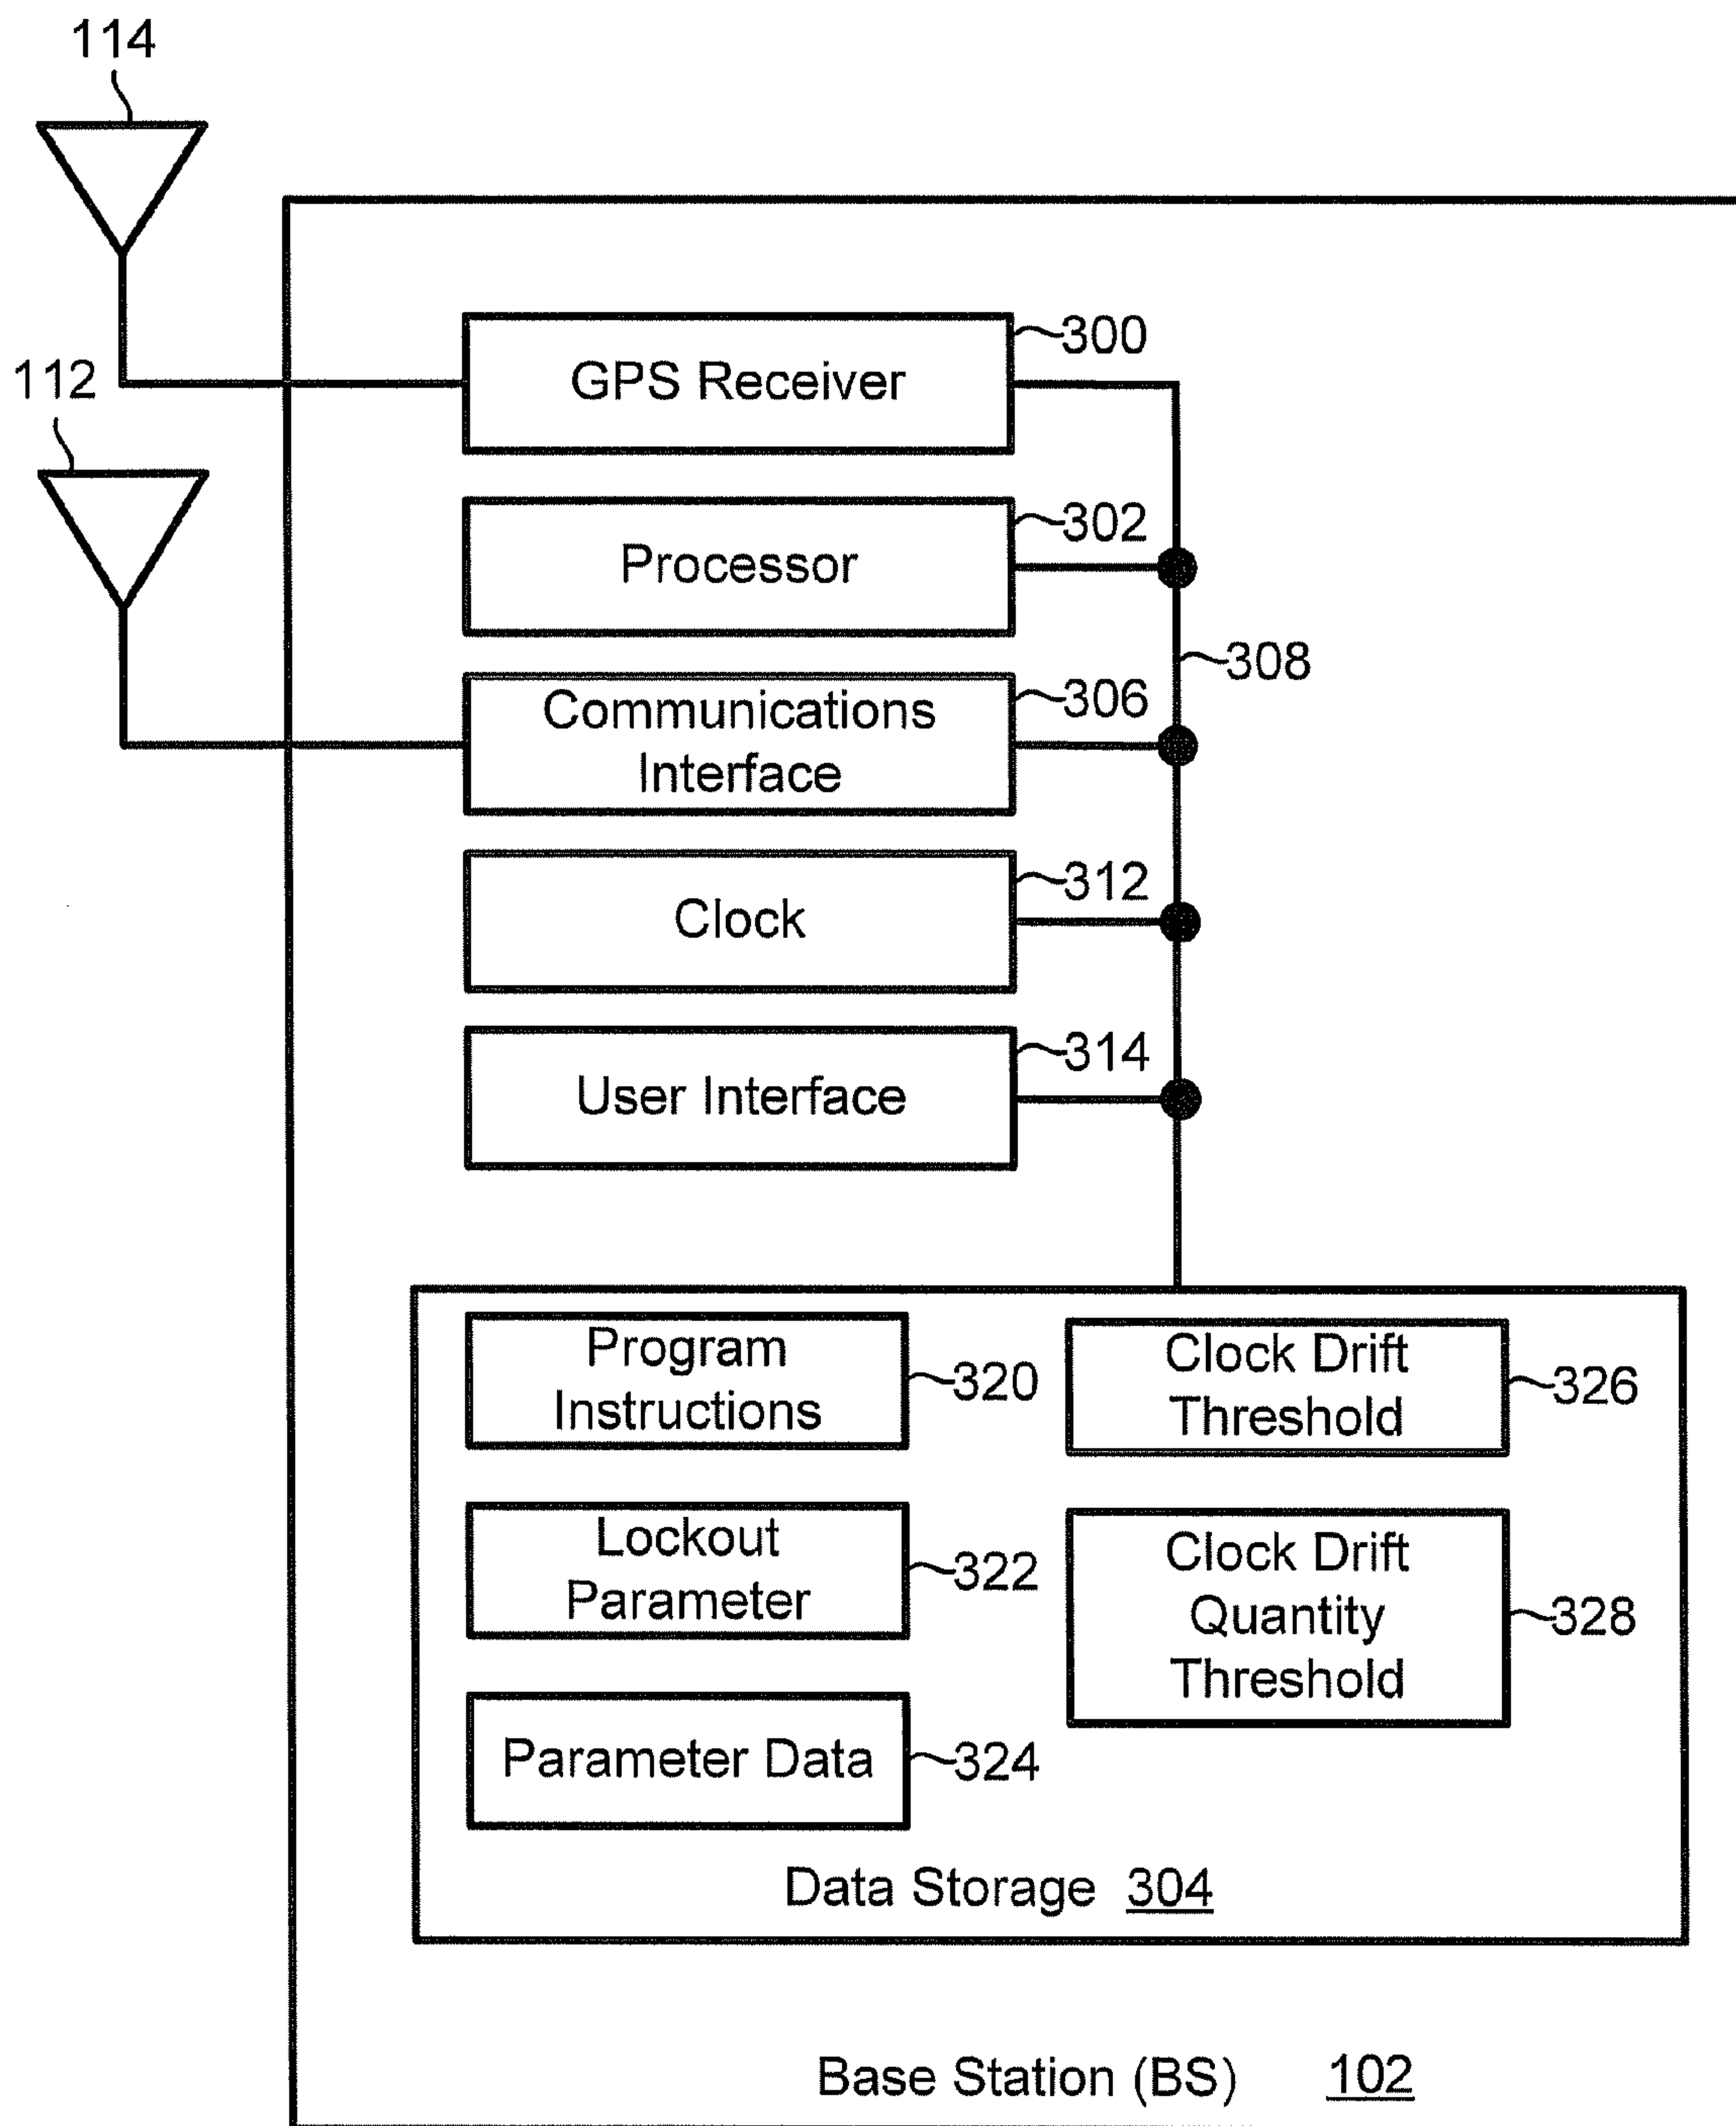 114
300
GPS Receiver
112
302
Processor
308
306
Communications
Interface
312
Clock
314
User Interface
Program
Instructions
320
Clock Drift
Threshold
326
Lockout
Parameter
322
Clock Drift
Quantity
Threshold
328
Parameter Data
324
Data Storage 304
Base Station (BS) 102